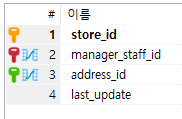 # 이름
1 store_id
2 manager_staff_id
3 address_id
4 last_update